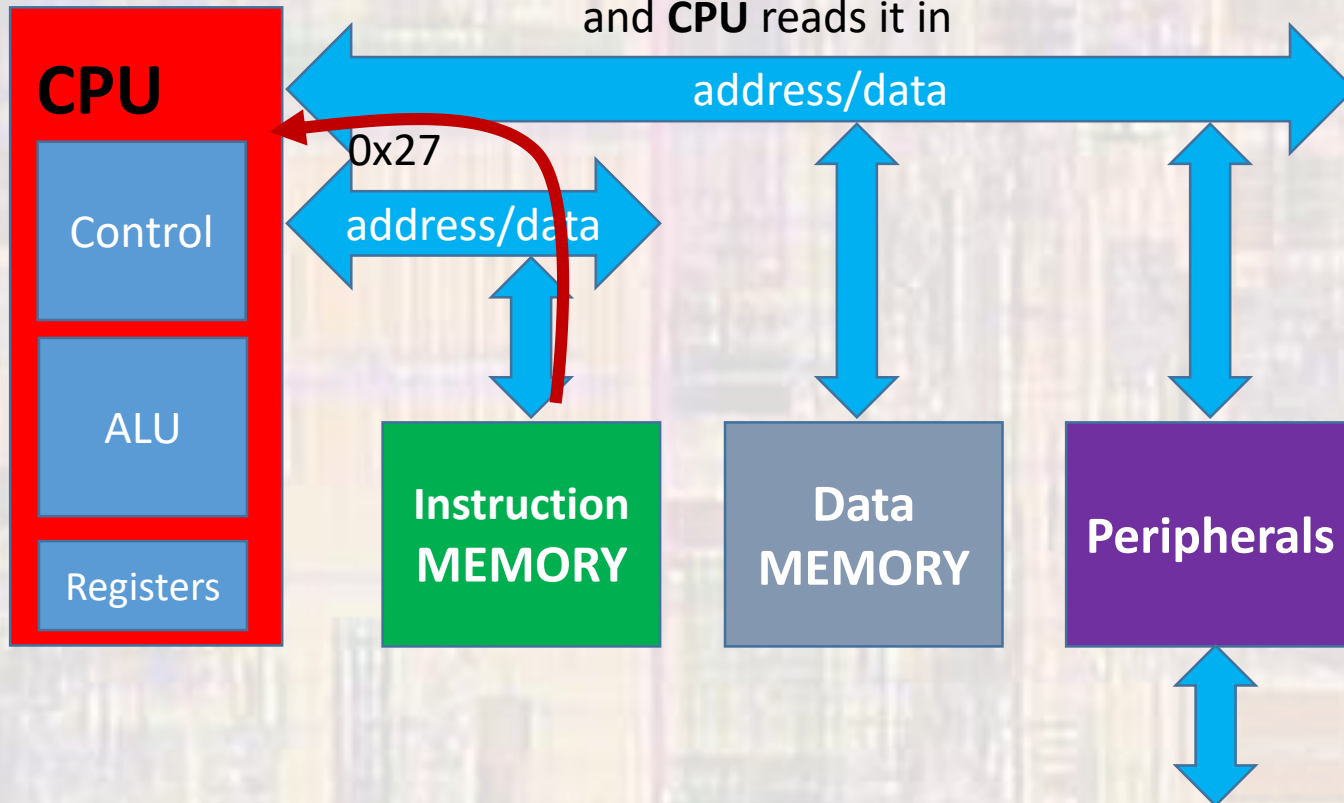 and CPU reads it in
CPU
address/data
0x27
Control
address/data
ALU
Registers
Instruction
MEMORY
Data
MEMORY
Peripherals